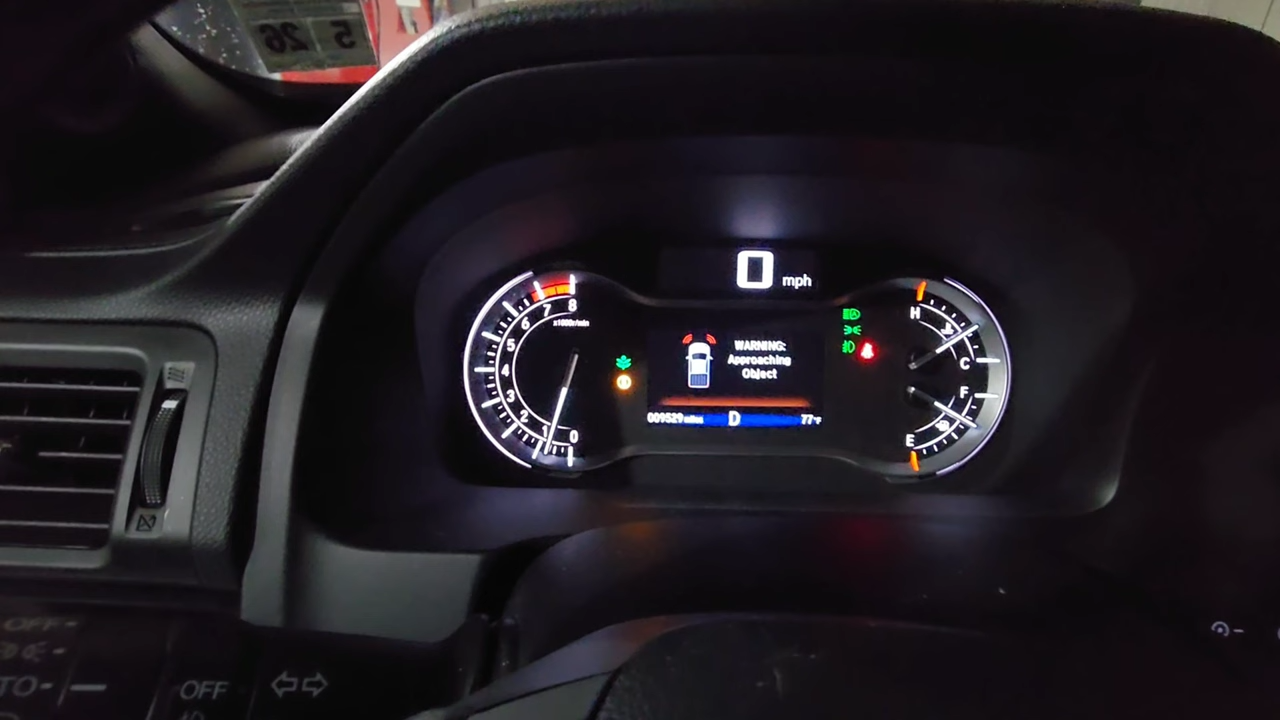 5 26
0 mph
8
7
6
x1000r/min
5
4
3
2
1
0
WARNING:
Approaching
Object
009529 miles
D
77°F
H
C
F
E
OFF
OFF